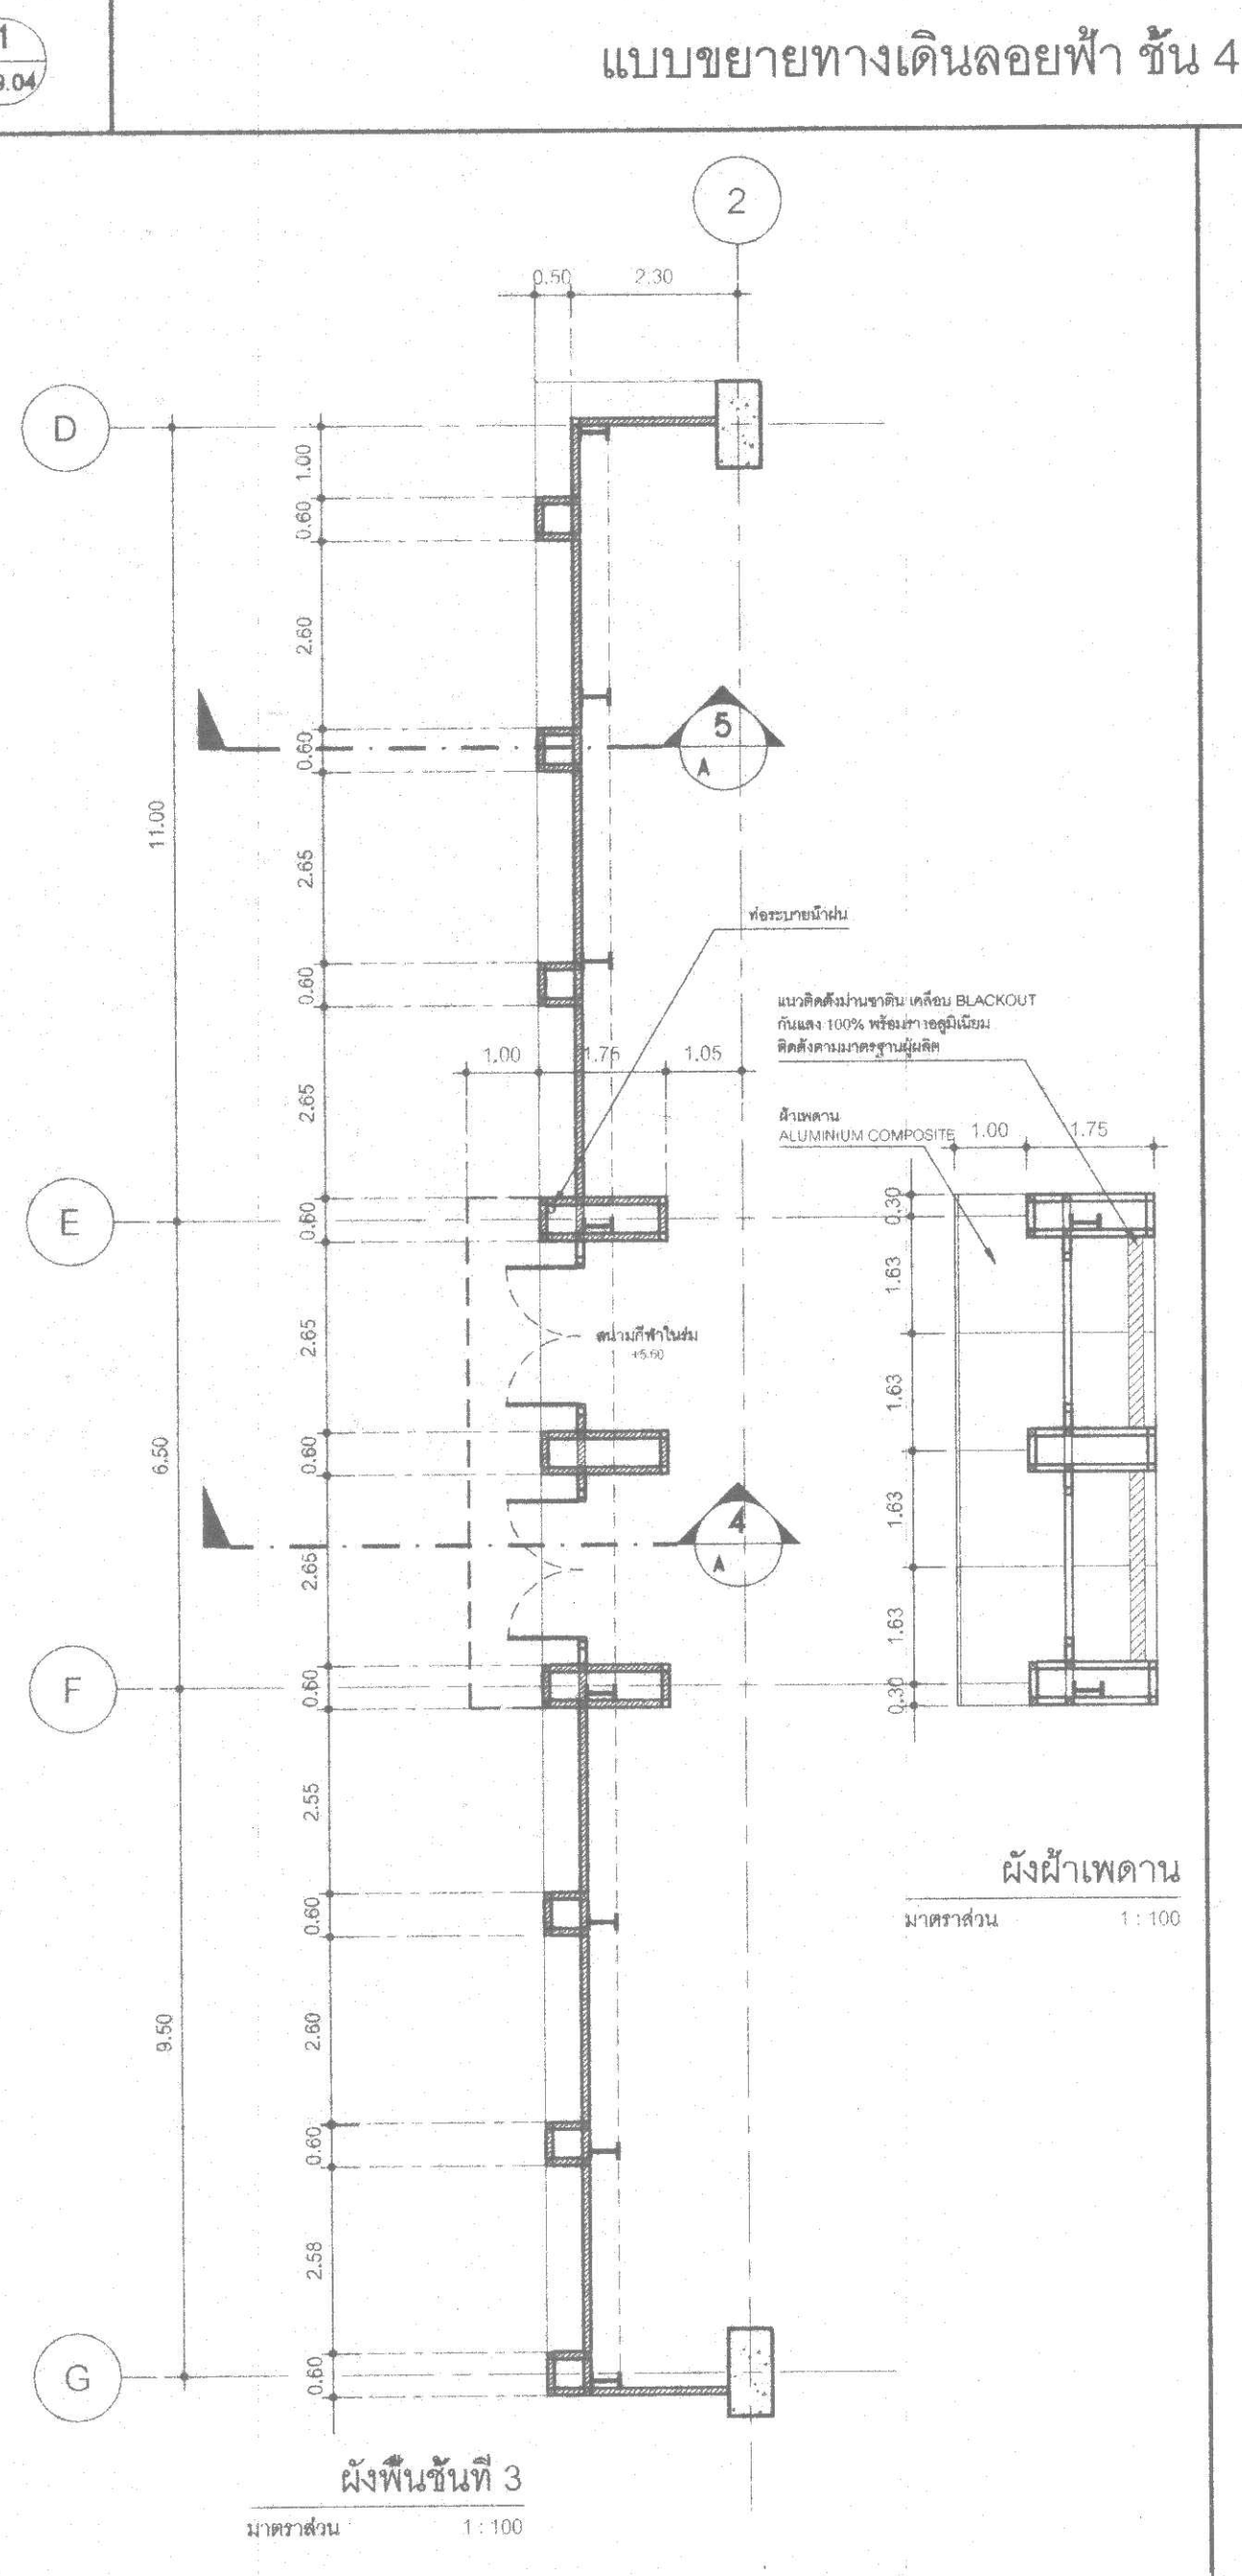 1
9.04
แบบขยายทางเดินลอยฟ้า ชั้น 4
2
0.50 2.30
D
1.00
0.60
2.60
0.60
5
A
11.00
2.65
0.60
ท่อระบายน้ำฝน
แนวติดตั้งม่านซาติน เคลือบ BLACKOUT
กันแสง 100% พร้อมรางอลูมิเนียม
ติดตั้งตามมาตรฐานผู้ผลิต
1.00 1.75 1.05
2.65
ฝ้าเพดาน
ALUMINIUM COMPOSITE 1.00 1.75
E
0.60
0.30
1.63
2.65
สนามกีฬาในร่ม
+5.60
1.63
6.50
0.60
4
A
1.63
2.65
1.63
F
0.60
0.30
2.55
ผังฝ้าเพดาน
มาตราส่วน 1 : 100
0.60
9.50
2.60
0.60
2.58
G
0.60
ผังพื้นชั้นที่ 3
มาตราส่วน 1 : 100